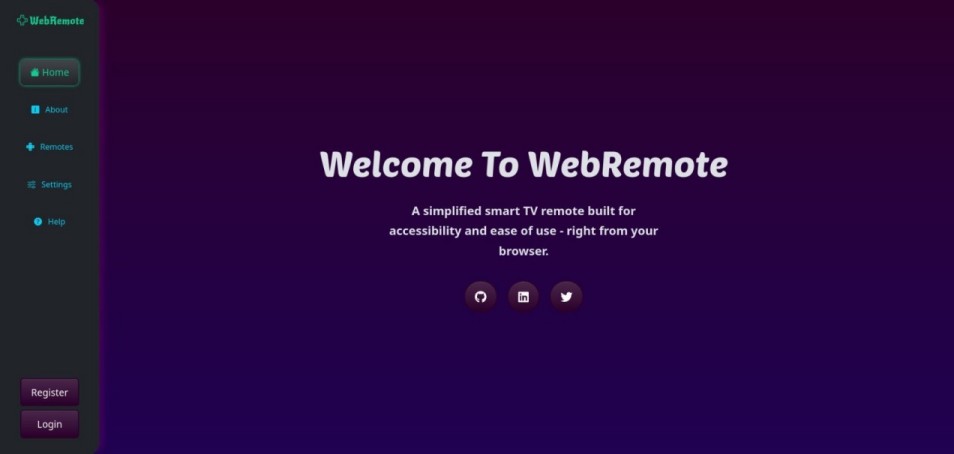 WebRemote
Home
About
Remotes
Settings
Help
Register
Login
Welcome To WebRemote
A simplified smart TV remote built for
accessibility and ease of use - right from your
browser.